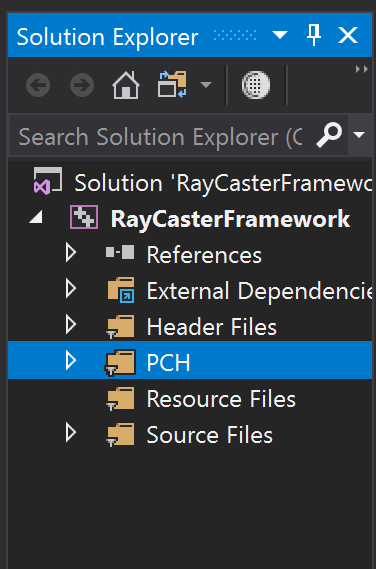 Solution Explorer
Search Solution Explorer (C
Solution 'RayCasterFramewo
RayCasterFramework
References
External Dependencie
Header Files
PCH
Resource Files
Source Files